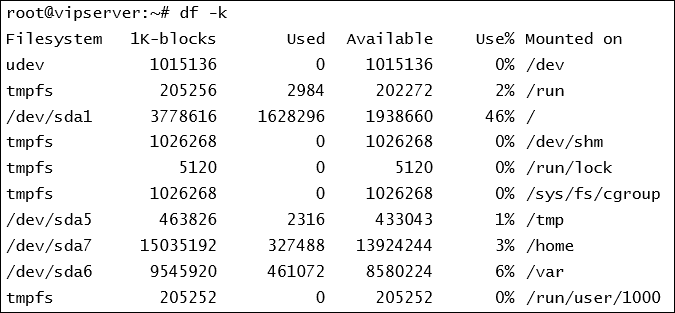 root@vipserver:~# df -k
Filesystem 1K-blocks Used Available Use% Mounted on
udev 1015136 0 1015136 0% /dev
tmpfs 205256 2984 202272 2% /run
/dev/sda1 3778616 1628296 1938660 46% /
tmpfs 1026268 0 1026268 0% /dev/shm
tmpfs 5120 0 5120 0% /run/lock
tmpfs 1026268 0 1026268 0% /sys/fs/cgroup
/dev/sda5 463826 2316 433043 1% /tmp
/dev/sda7 15035192 327488 13924244 3% /home
/dev/sda6 9545920 461072 8580224 6% /var
tmpfs 205252 0 205252 0% /run/user/1000